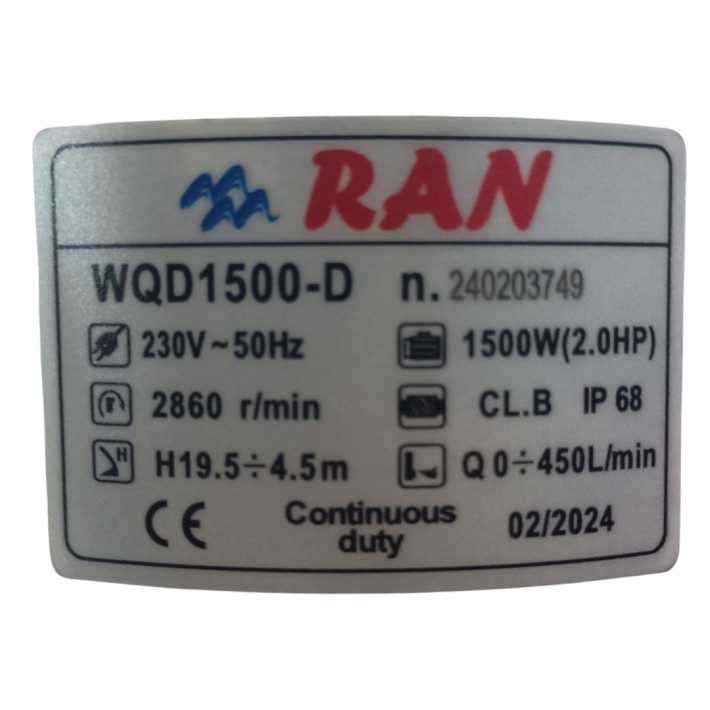 RAN
WQD1500-D n. 240203749
230V~50Hz 1500W(2.0HP)
2860 r/min CL.B IP 68
H H19.5÷4.5m Q 0÷450L/min
CE Continuous duty 02/2024